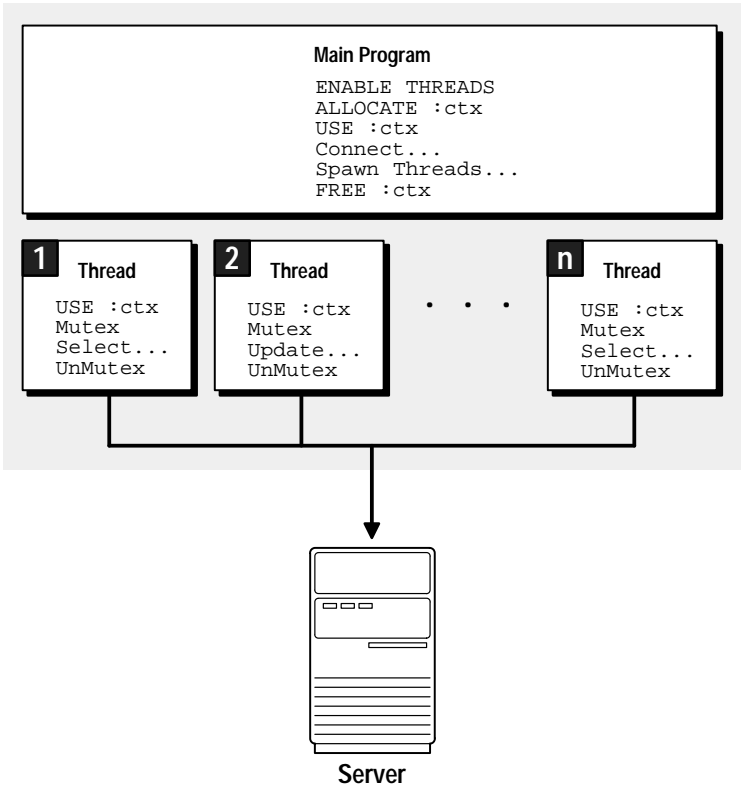 Main Program
ENABLE THREADS
ALLOCATE :ctx
USE :ctx
Connect...
Spawn Threads...
FREE :ctx
1
Thread
USE :ctx
Mutex
Select...
UnMutex
2
Thread
USE :ctx
Mutex
Update...
UnMutex
. . .
n
Thread
USE :ctx
Mutex
Select...
UnMutex
Server